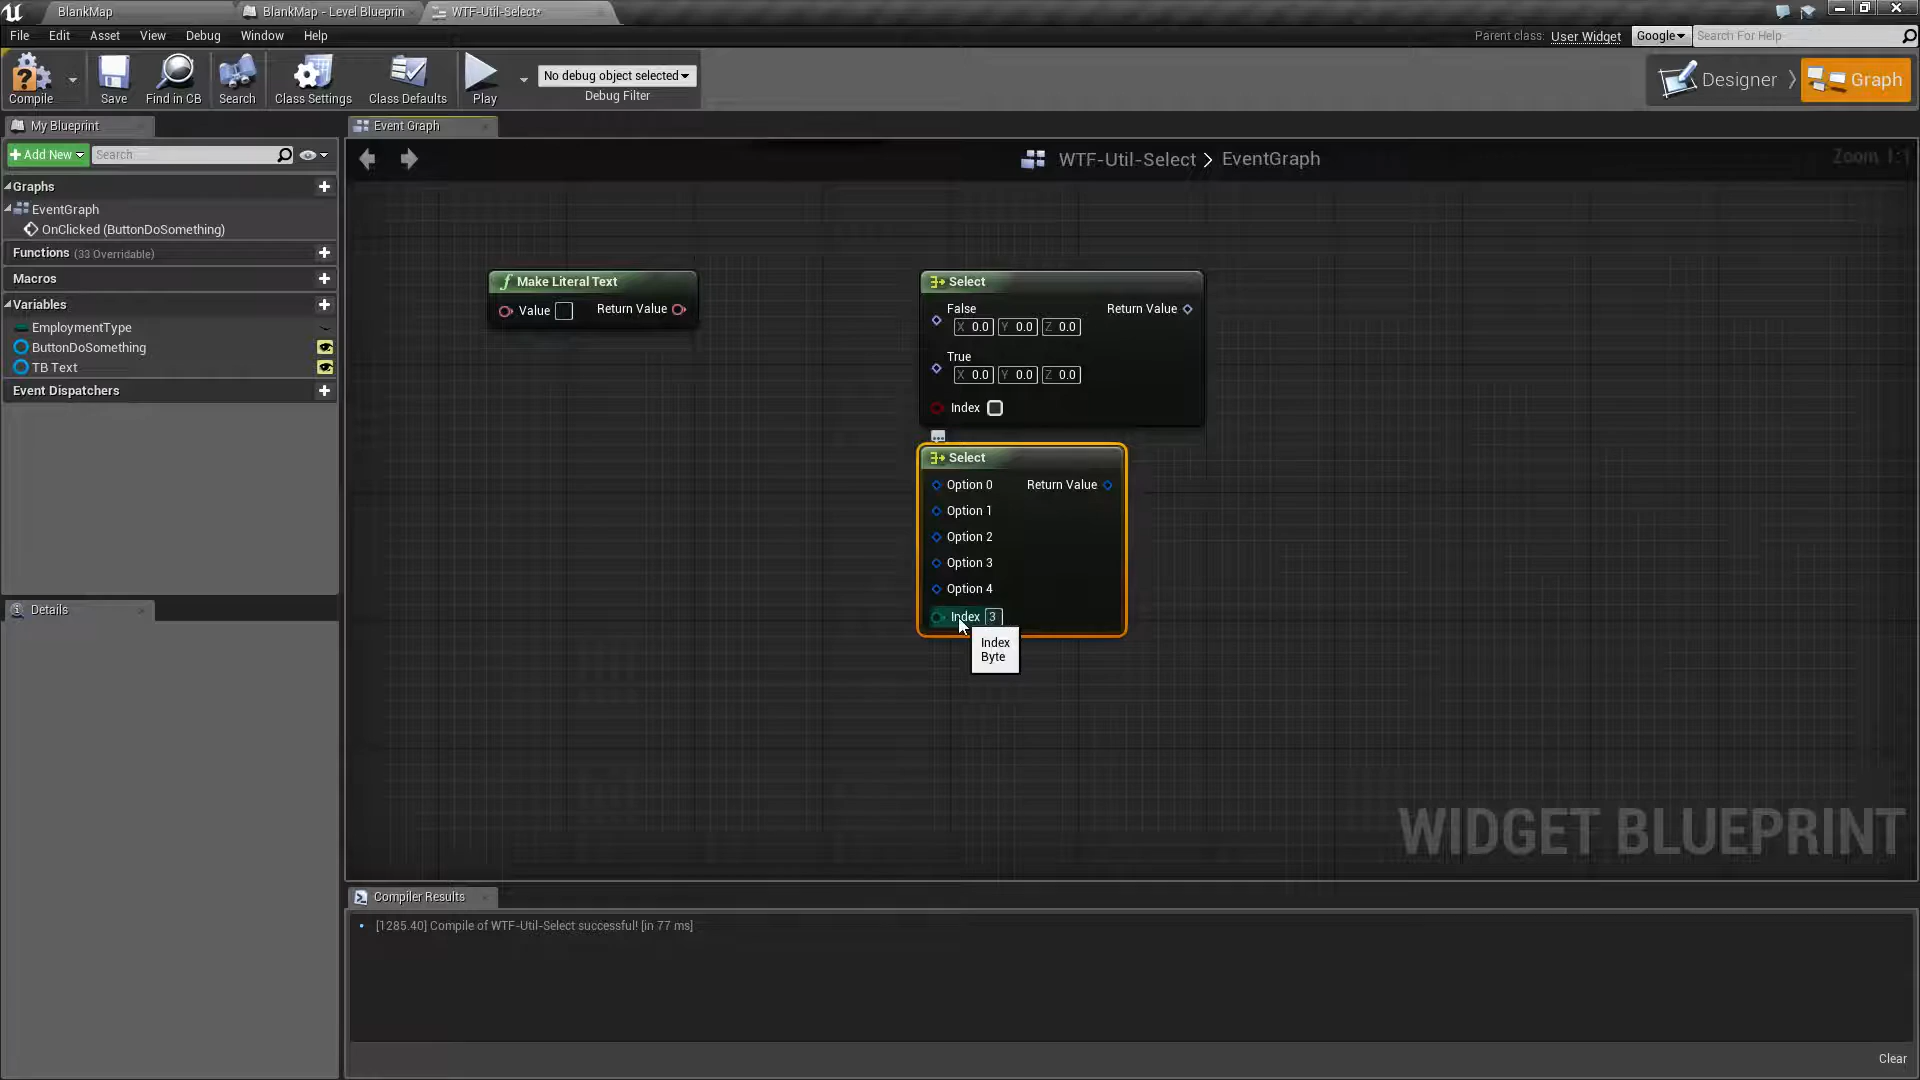 BlankMap
BlankMap - Level Blueprin
WTF-Util-Select*
File Edit Asset View Debug Window Help
Parent class: User Widget Google Search For Help
Compile Save Find in CB Search Class Settings Class Defaults Play
No debug object selected
Debug Filter
Designer Graph
My Blueprint
Add New Search
Graphs
EventGraph
OnClicked (ButtonDoSomething)
Functions (33 Overridable)
Macros
Variables
EmploymentType
ButtonDoSomething
TB Text
Event Dispatchers
Details
Event Graph
WTF-Util-Select > EventGraph
Zoom 1:1
Make Literal Text
Value Return Value
Select
False Return Value
X 0.0 Y 0.0 Z 0.0
True
X 0.0 Y 0.0 Z 0.0
Index
Select
Option 0 Return Value
Option 1
Option 2
Option 3
Option 4
Index 3
Index
Byte
WIDGET BLUEPRINT
Compiler Results
[1285.40] Compile of WTF-Util-Select successful! [in 77 ms]
Clear